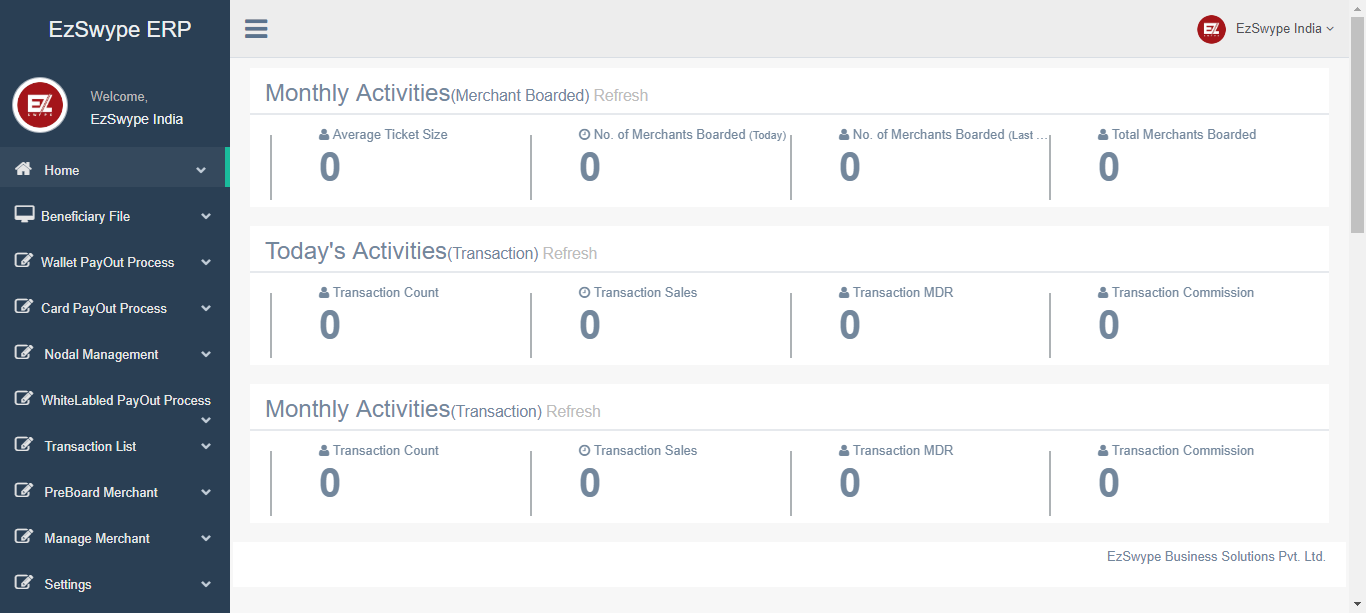 EzSwype ERP
EzSwype India
EZ
SWYPE
Welcome,
EzSwype India
Home
Beneficiary File
Wallet PayOut Process
Card PayOut Process
Nodal Management
WhiteLabled PayOut Process
Transaction List
PreBoard Merchant
Manage Merchant
Settings
Monthly Activities(Merchant Boarded) Refresh
Average Ticket Size
0
No. of Merchants Boarded (Today)
0
No. of Merchants Boarded (Last ...
0
Total Merchants Boarded
0
Today's Activities(Transaction) Refresh
Transaction Count
0
Transaction Sales
0
Transaction MDR
0
Transaction Commission
0
Monthly Activities(Transaction) Refresh
Transaction Count
0
Transaction Sales
0
Transaction MDR
0
Transaction Commission
0
EzSwype Business Solutions Pvt. Ltd.